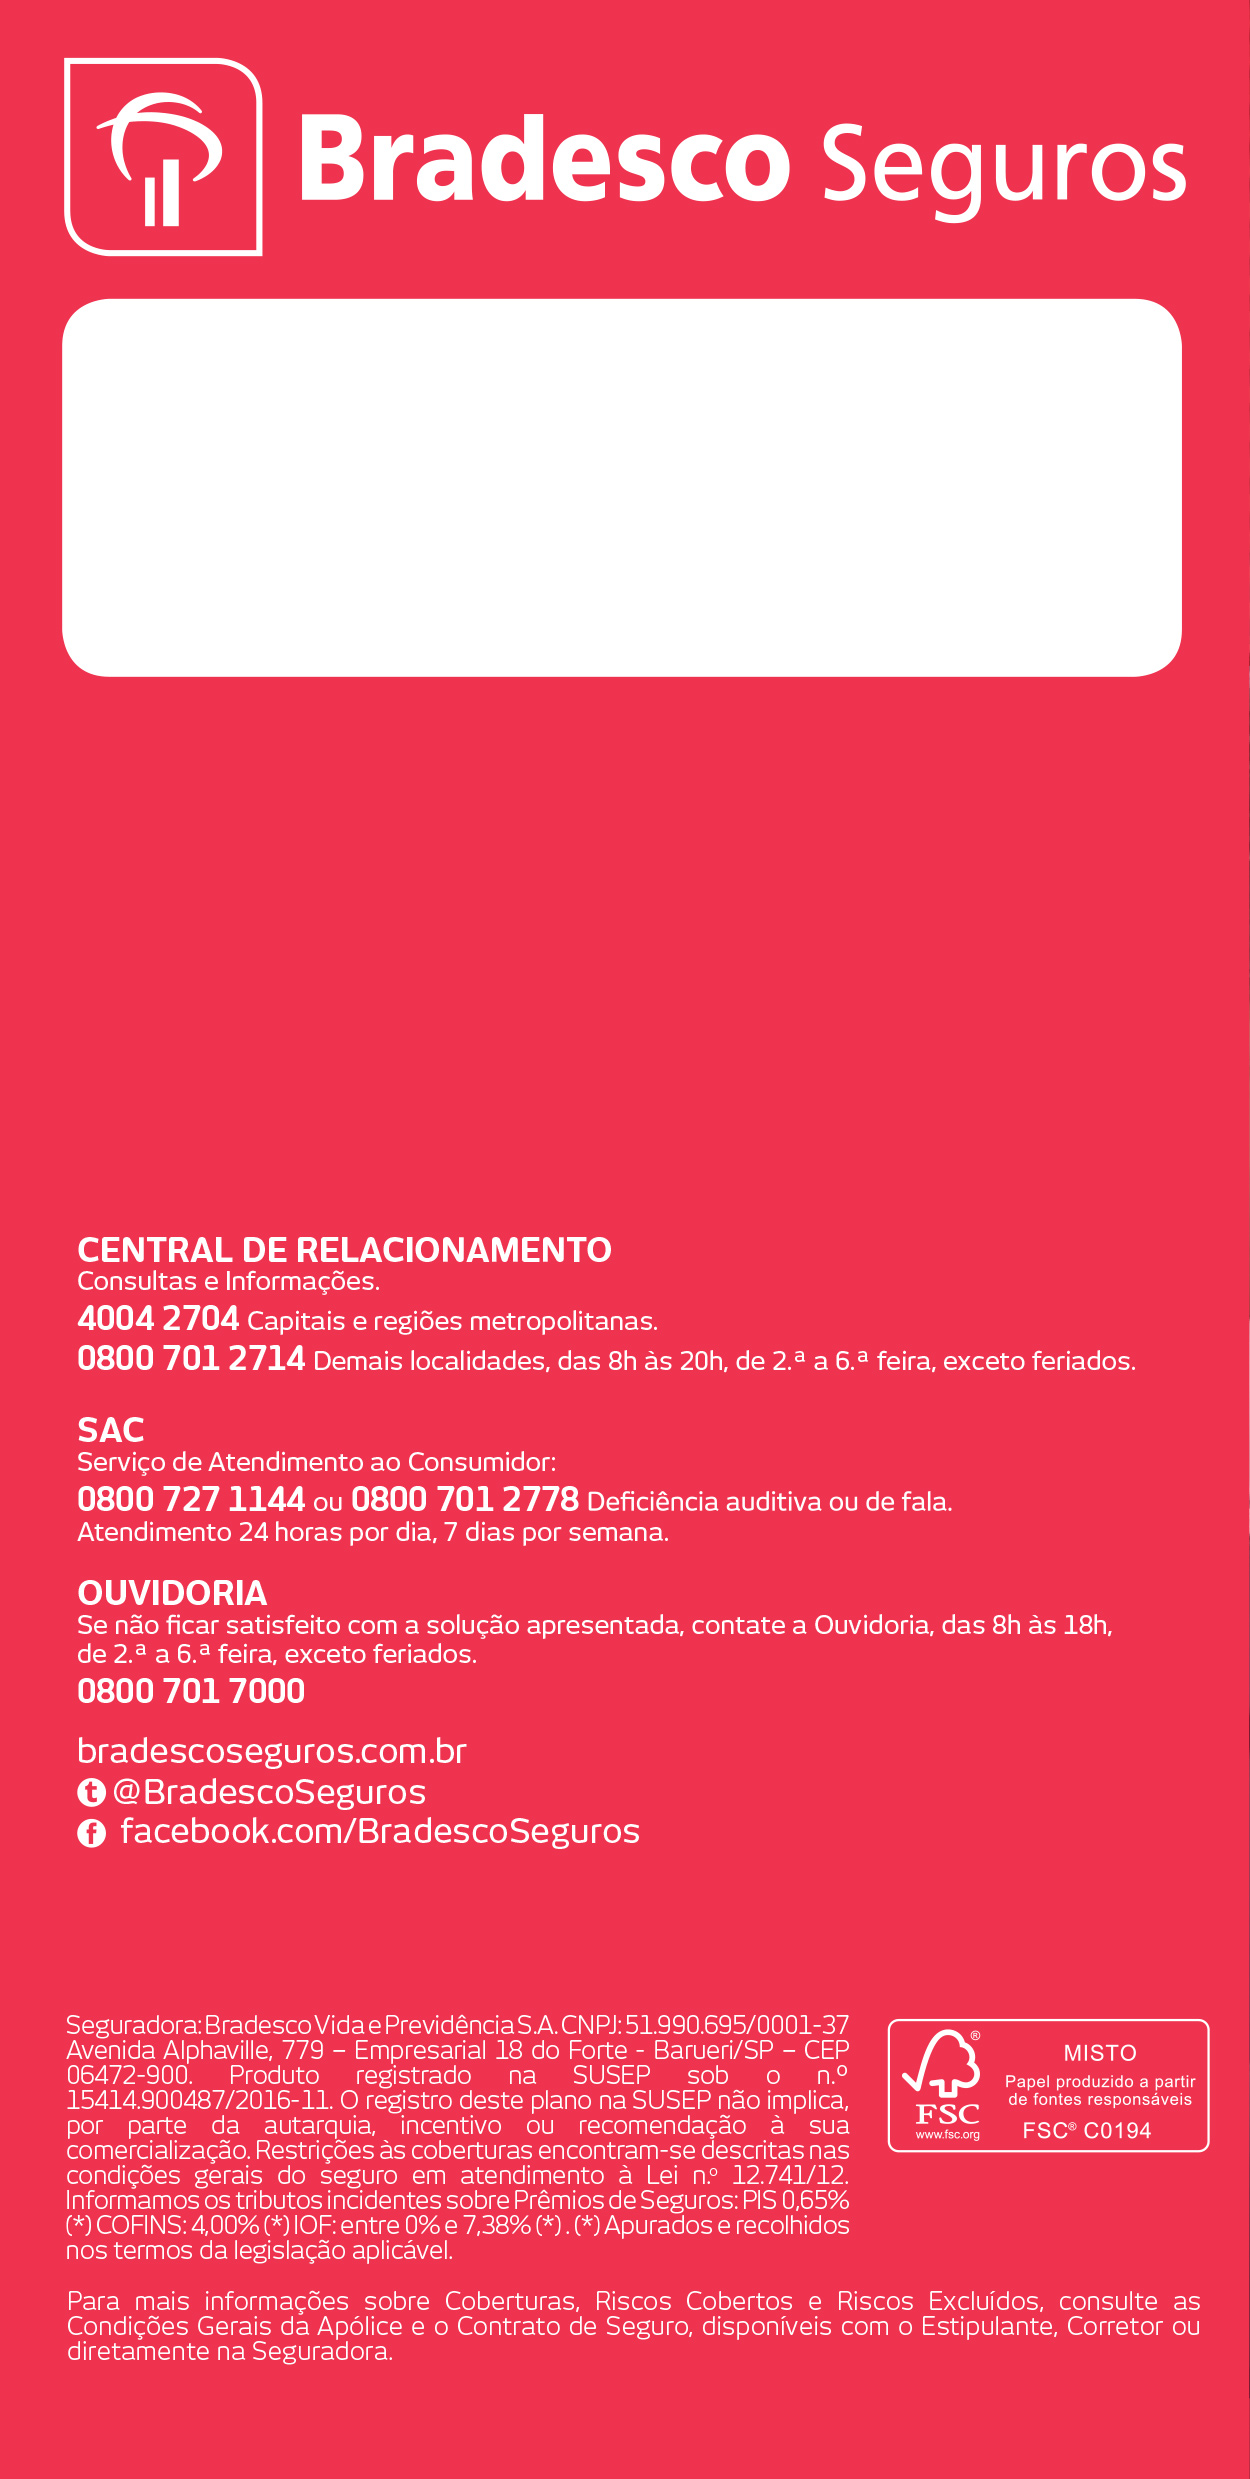 Bradesco Seguros
CENTRAL DE RELACIONAMENTO
Consultas e Informações.
4004 2704 Capitais e regiões metropolitanas.
0800 701 2714 Demais localidades, das 8h às 20h, de 2.ª a 6.ª feira, exceto feriados.
SAC
Serviço de Atendimento ao Consumidor:
0800 727 1144 ou 0800 701 2778 Deficiência auditiva ou de fala.
Atendimento 24 horas por dia, 7 dias por semana.
OUVIDORIA
Se não ficar satisfeito com a solução apresentada, contate a Ouvidoria, das 8h às 18h,
de 2.ª a 6.ª feira, exceto feriados.
0800 701 7000
bradescoseguros.com.br
@BradescoSeguros
facebook.com/BradescoSeguros
Seguradora: Bradesco Vida e Previdência S.A. CNPJ: 51.990.695/0001-37
Avenida Alphaville, 779 – Empresarial 18 do Forte - Barueri/SP – CEP
06472-900. Produto registrado na SUSEP sob o n.º
15414.900487/2016-11. O registro deste plano na SUSEP não implica,
por parte da autarquia, incentivo ou recomendação à sua
comercialização. Restrições às coberturas encontram-se descritas nas
condições gerais do seguro em atendimento à Lei n.º 12.741/12.
Informamos os tributos incidentes sobre Prêmios de Seguros: PIS 0,65%
(*) COFINS: 4,00% (*) IOF: entre 0% e 7,38% (*) . (*) Apurados e recolhidos
nos termos da legislação aplicável.
®
FSC
www.fsc.org
MISTO
Papel produzido a partir
de fontes responsáveis
FSC® C0194
Para mais informações sobre Coberturas, Riscos Cobertos e Riscos Excluídos, consulte as
Condições Gerais da Apólice e o Contrato de Seguro, disponíveis com o Estipulante, Corretor ou
diretamente na Seguradora.